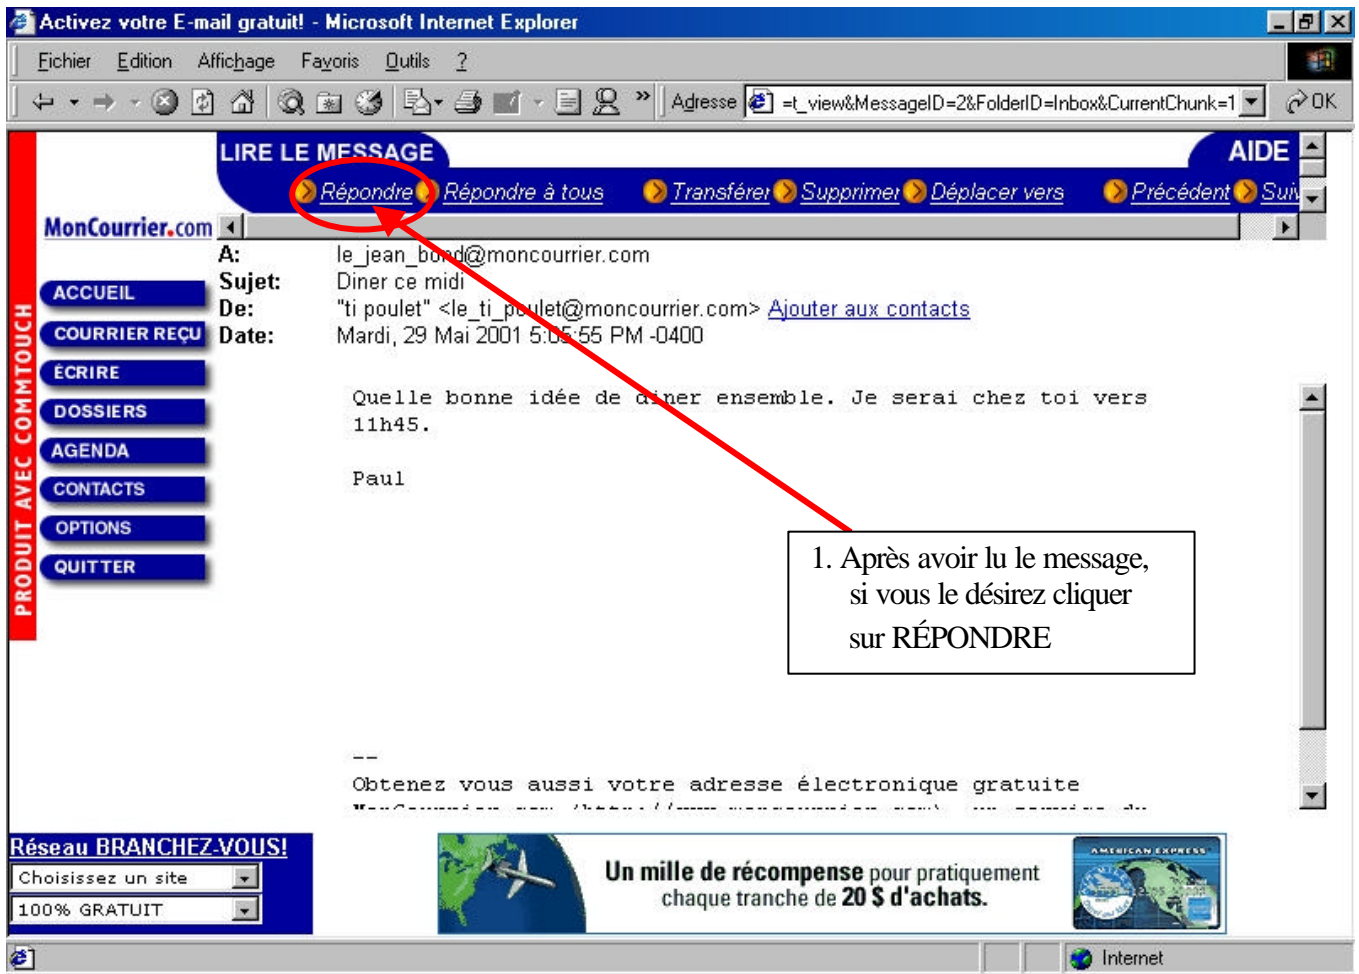 Activez votre E-mail gratuit! - Microsoft Internet Explorer
Fichier Edition Affichage Favoris Outils ?
» Adresse =t_view&MessageID=2&FolderID=Inbox&CurrentChunk=1 OK
LIRE LE MESSAGE AIDE
Répondre Répondre à tous Transférer Supprimer Déplacer vers Précédent Suiv
MonCourrier.com
A: le_jean_bond@moncourrier.com
Sujet: Diner ce midi
De: "ti poulet" <le_ti_poulet@moncourrier.com> Ajouter aux contacts
Date: Mardi, 29 Mai 2001 5:05:55 PM -0400
PRODUIT AVEC COMMTOUCH
ACCUEIL
COURRIER REÇU
ÉCRIRE
DOSSIERS
AGENDA
CONTACTS
OPTIONS
QUITTER
Quelle bonne idée de diner ensemble. Je serai chez toi vers
11h45.
Paul
1. Après avoir lu le message,
si vous le désirez cliquer
sur RÉPONDRE
--
Obtenez vous aussi votre adresse électronique gratuite
Réseau BRANCHEZ-VOUS!
Choisissez un site
100% GRATUIT
Un mille de récompense pour pratiquement
chaque tranche de 20 $ d'achats.
AMERICAN EXPRESS
Internet